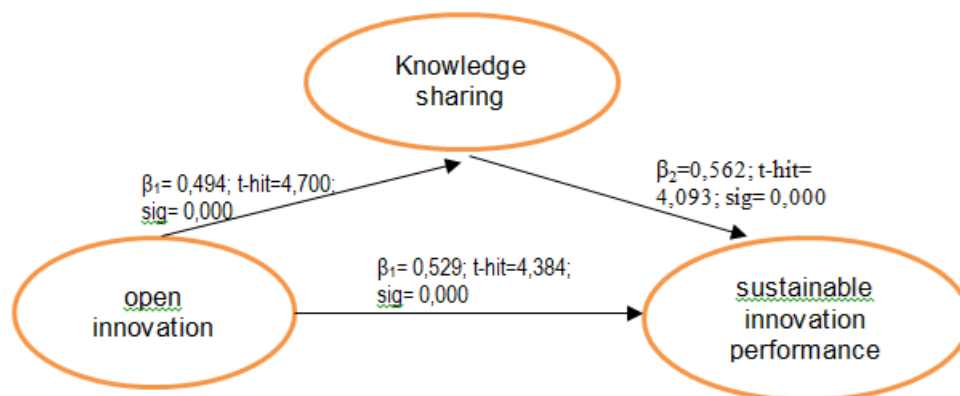 Knowledge
sharing
β₁= 0,494; t-hit=4,700;
sig= 0,000
β₂=0,562; t-hit=
4,093; sig= 0,000
β₁= 0,529; t-hit=4,384;
sig= 0,000
open
innovation
sustainable
innovation
performance